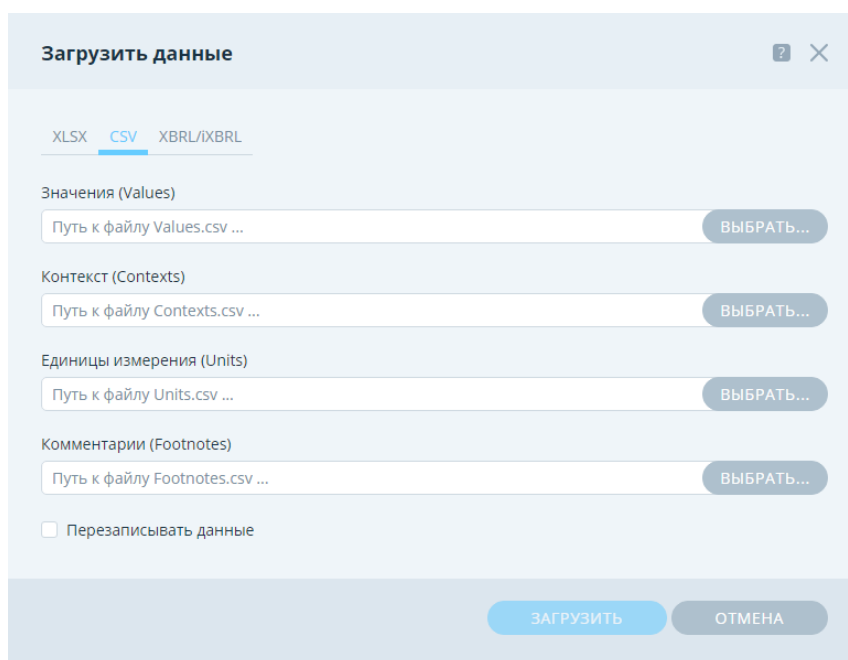 Загрузить данные ?
XLSX CSV XBRL/iXBRL
Значения (Values)
Путь к файлу Values.csv ... ВЫБРАТЬ...
Контекст (Contexts)
Путь к файлу Contexts.csv ... ВЫБРАТЬ...
Единицы измерения (Units)
Путь к файлу Units.csv ... ВЫБРАТЬ...
Комментарии (Footnotes)
Путь к файлу Footnotes.csv ... ВЫБРАТЬ...
Перезаписывать данные
ЗАГРУЗИТЬ ОТМЕНА